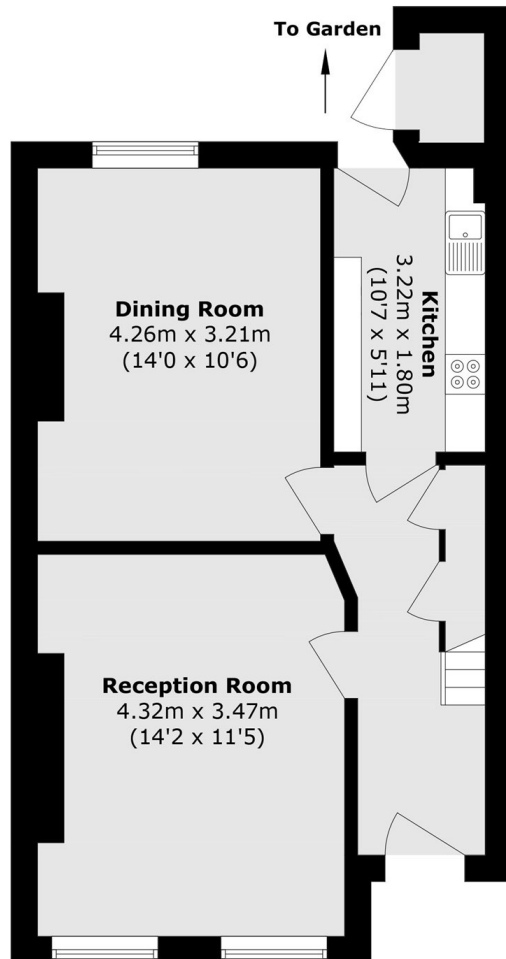 To Garden
Dining Room
4.26m x 3.21m
(14'0 x 10'6)
Kitchen
3.22m x 1.80m
(10'7 x 5'11)
Reception Room
4.32m x 3.47m
(14'2 x 11'5)